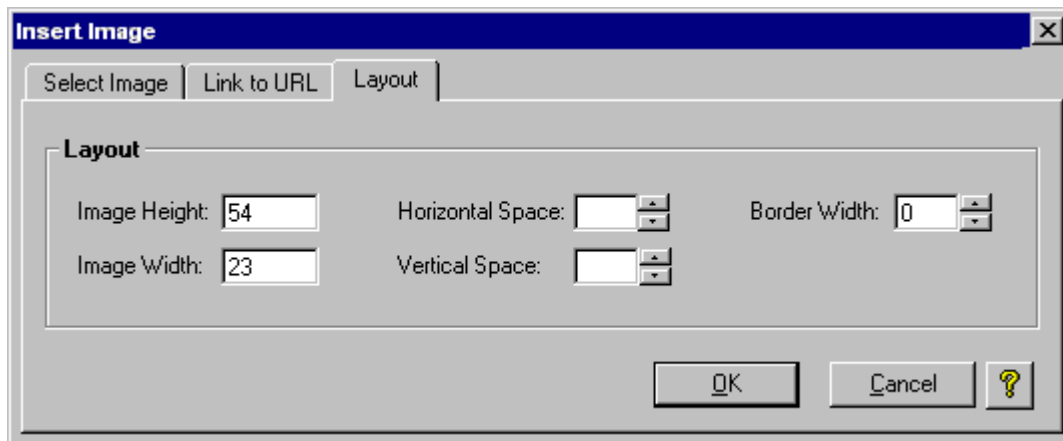 Insert Image
Select Image Link to URL Layout
Layout
Image Height: 54 Horizontal Space: Border Width: 0
Image Width: 23 Vertical Space:
OK Cancel ?